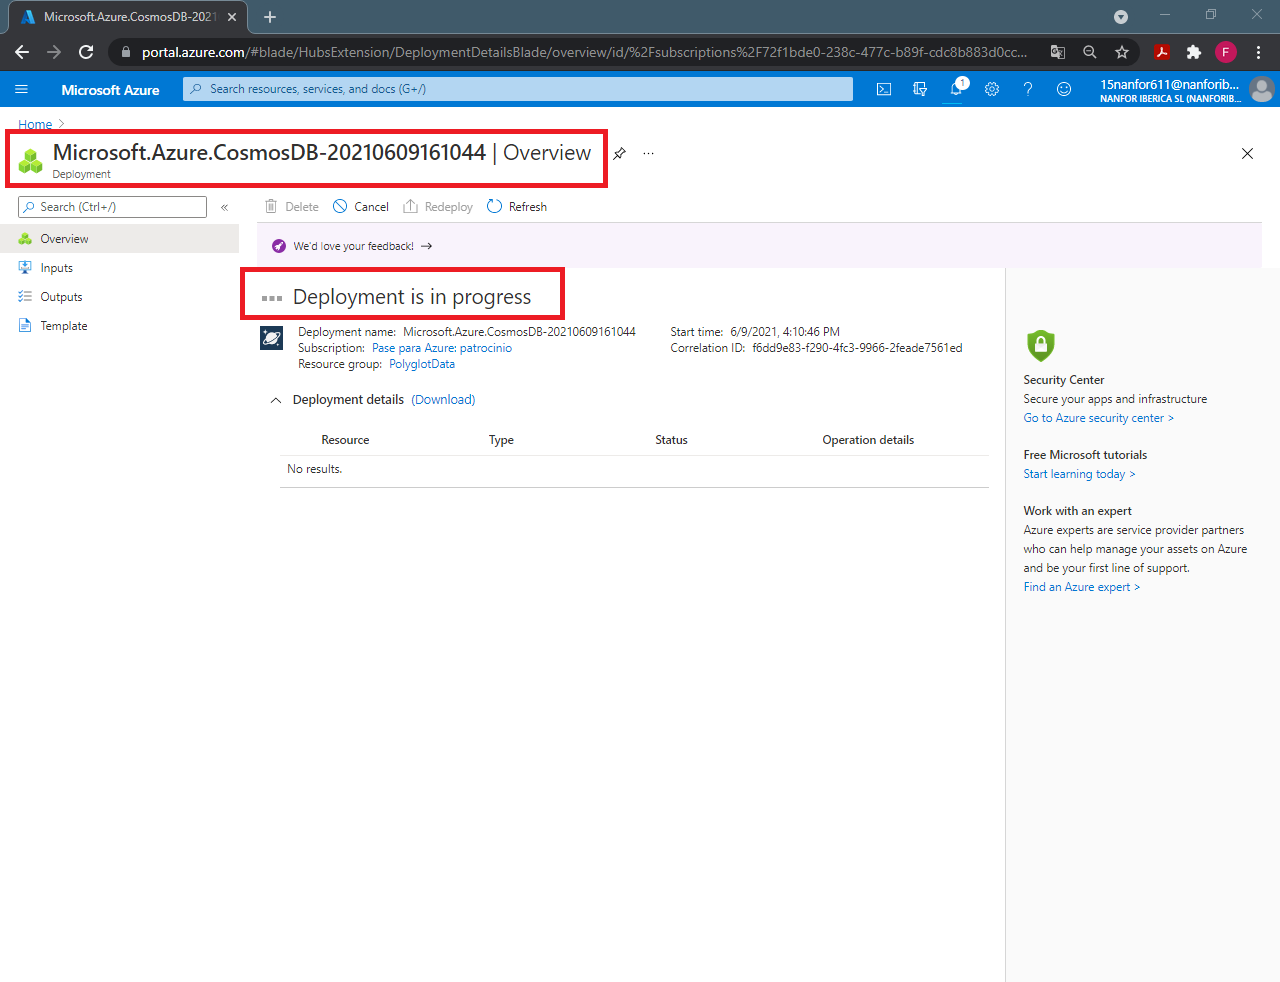 Microsoft.Azure.CosmosDB-2021
portal.azure.com/#blade/HubsExtension/DeploymentDetailsBlade/overview/id/%2Fsubscriptions%2F72f1bde0-238c-477c-b89f-cdc8b883d0cc...
F
Microsoft Azure
Search resources, services, and docs (G+/)
1
15nanfor611@nanforib...
NANFOR IBERICA SL (NANFORIB...
Home
Microsoft.Azure.CosmosDB-20210609161044 | Overview
Deployment
Search (Ctrl+/)
Delete
Cancel
Redeploy
Refresh
Overview
Inputs
Outputs
Template
We'd love your feedback!
Deployment is in progress
Deployment name: Microsoft.Azure.CosmosDB-20210609161044
Subscription: Pase para Azure: patrocinio
Resource group: PolyglotData
Start time: 6/9/2021, 4:10:46 PM
Correlation ID: f6dd9e83-f290-4fc3-9966-2feade7561ed
Deployment details (Download)
Resource Type Status Operation details
No results.
Security Center
Secure your apps and infrastructure
Go to Azure security center >
Free Microsoft tutorials
Start learning today >
Work with an expert
Azure experts are service provider partners
who can help manage your assets on Azure
and be your first line of support.
Find an Azure expert >